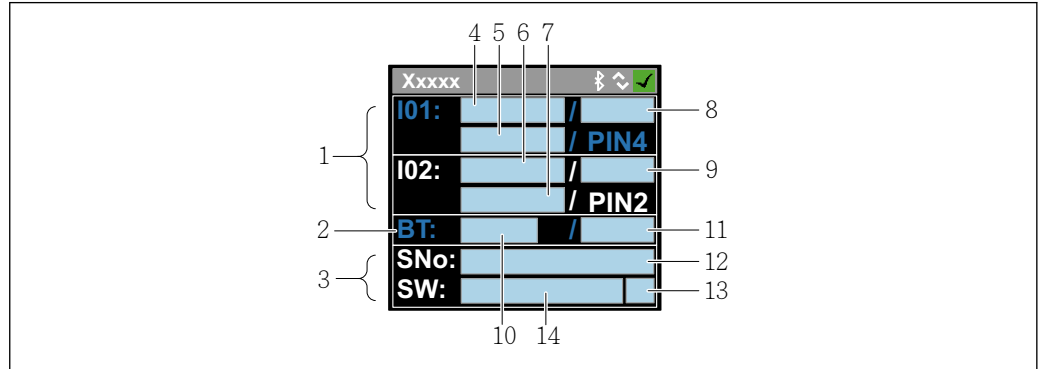 4 5 6 7
Xxxxx
I01: / 8
1 / PIN4
I02: / 9
/ PIN2
2 BT: / 11
SNo: 12
3 SW: 13
10 14